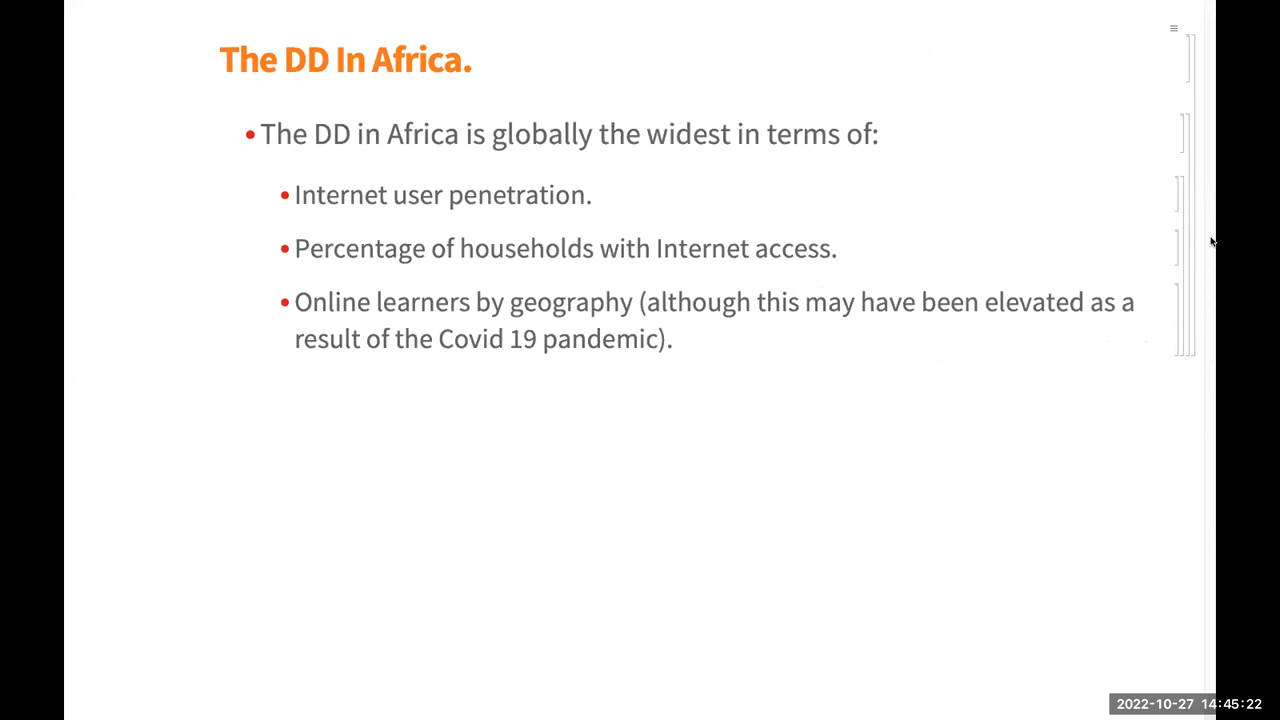 The DD In Africa.
• The DD in Africa is globally the widest in terms of:
• Internet user penetration.
• Percentage of households with Internet access.
• Online learners by geography (although this may have been elevated as a
result of the Covid 19 pandemic).
2022-10-27 14:45:22